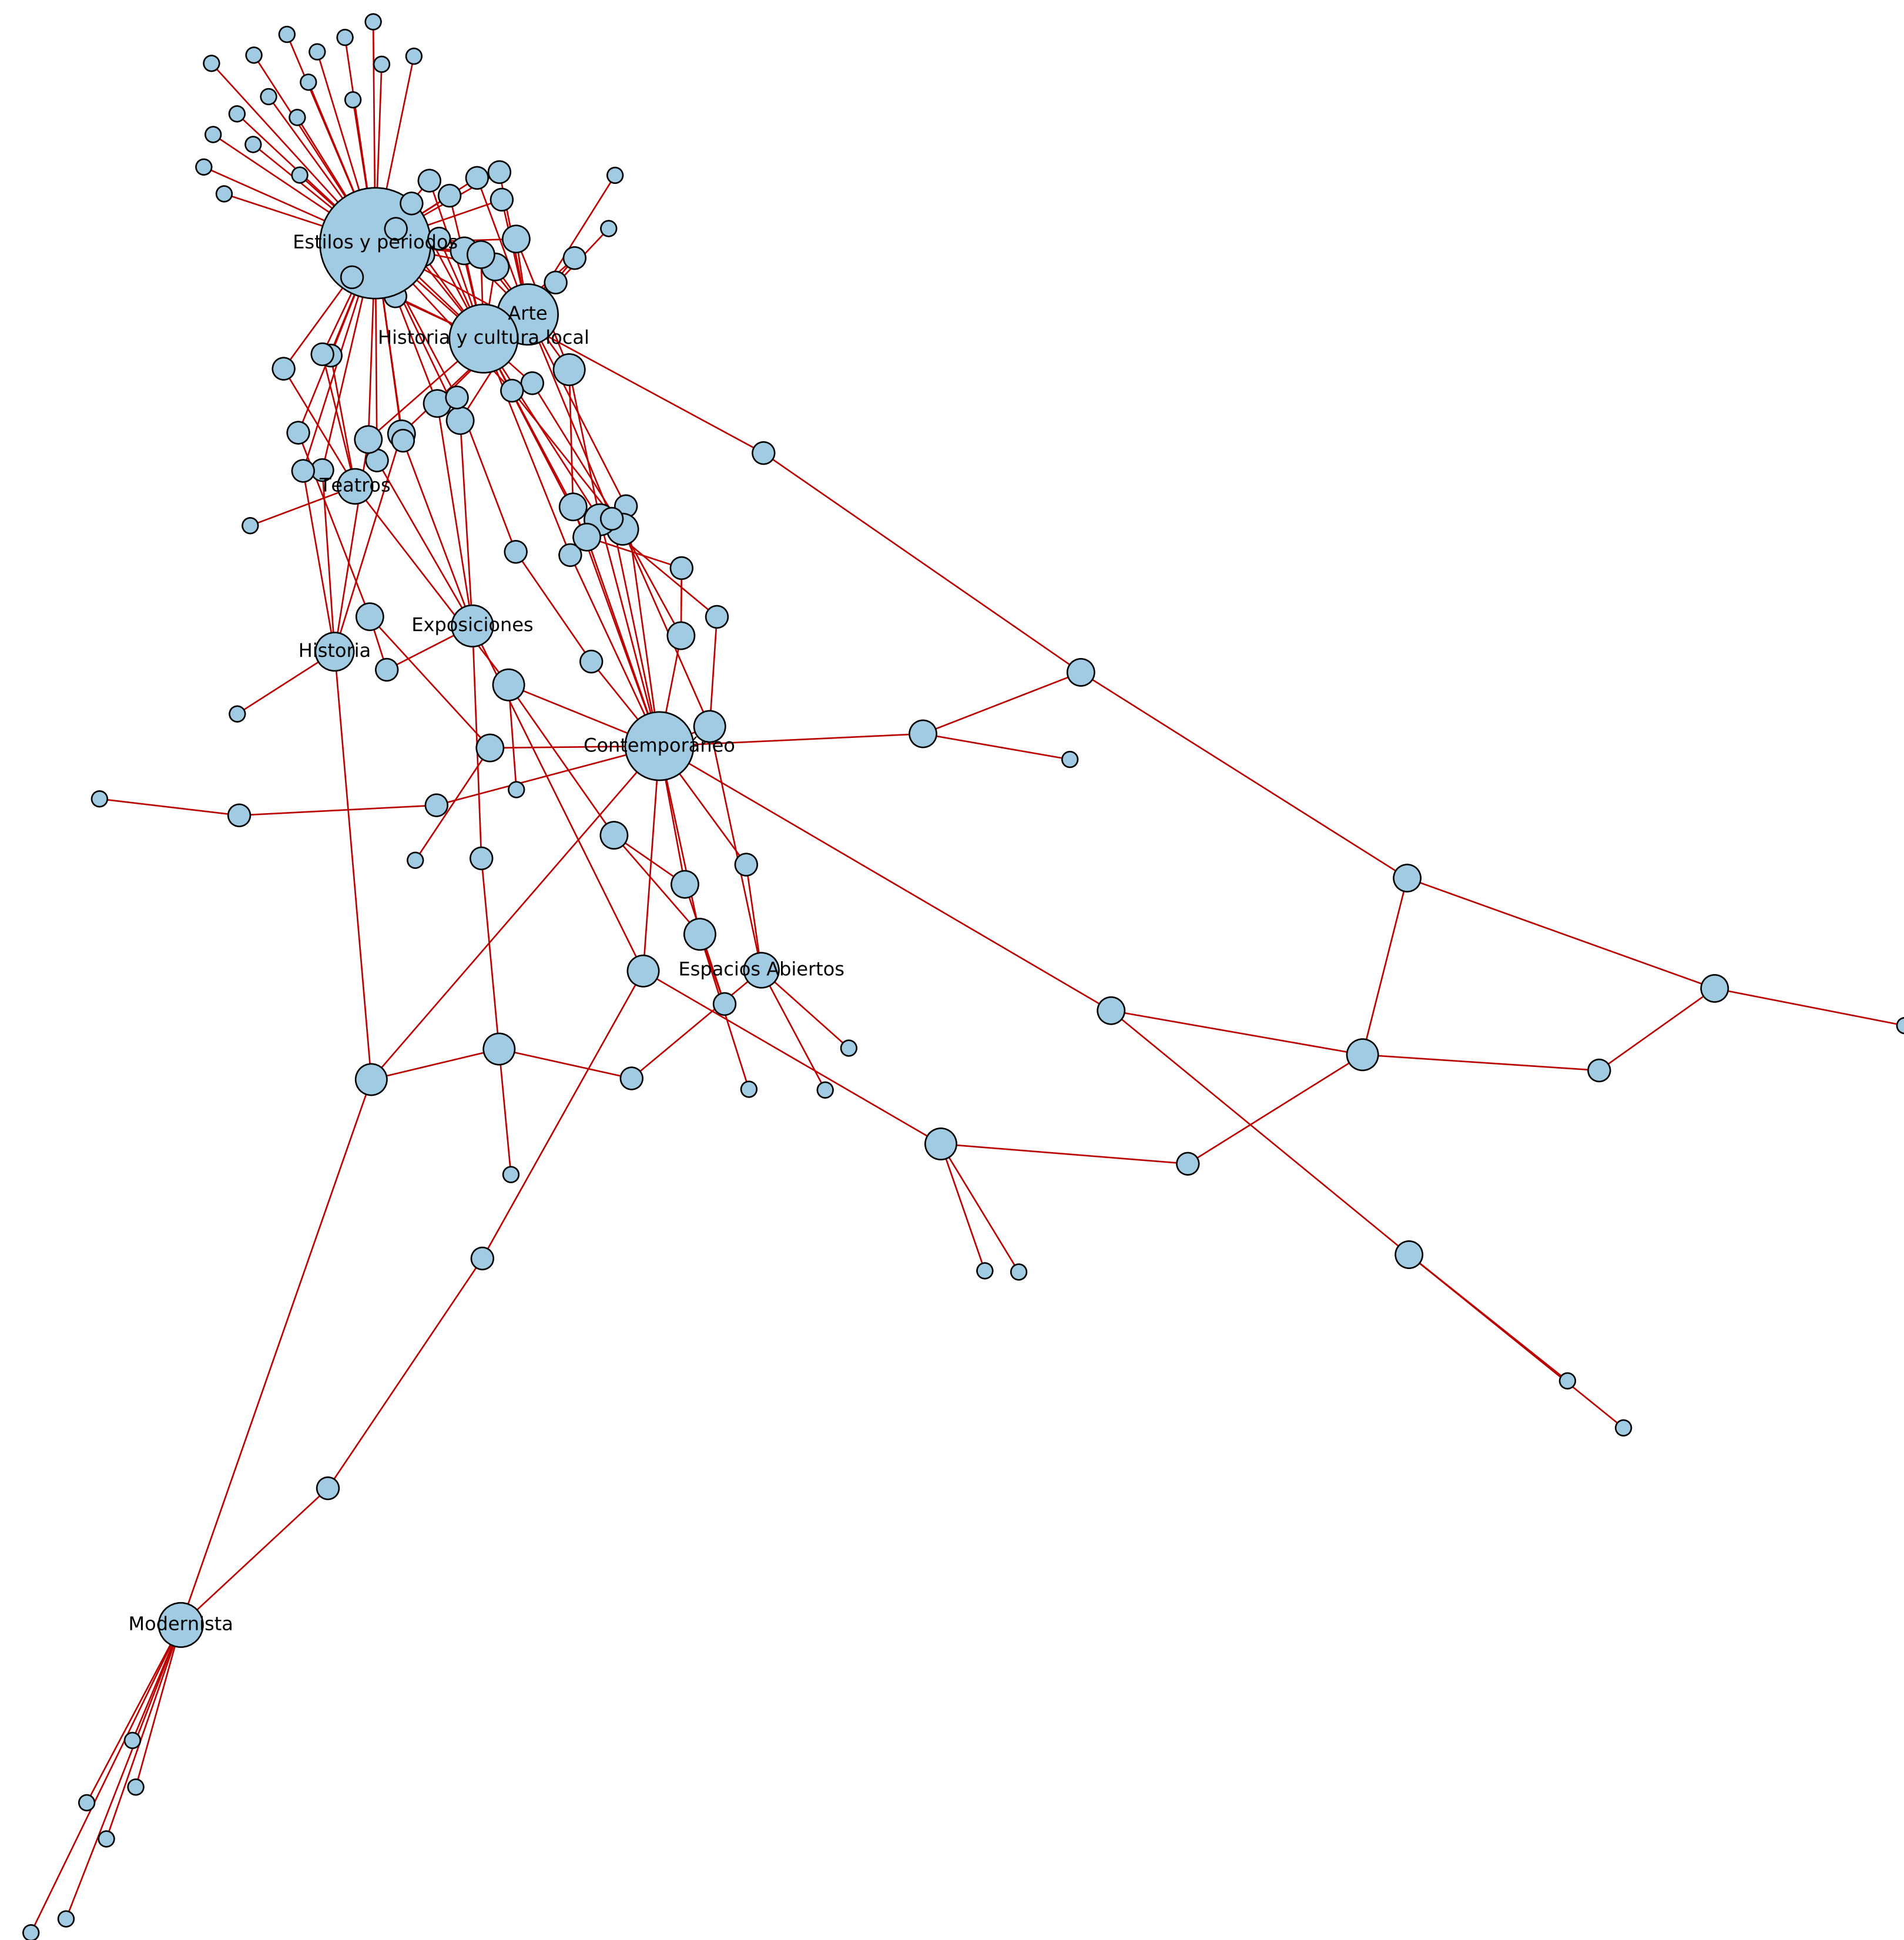 Estilos y periodos
Arte
Historia y cultura local
Teatros
Exposiciones
Historia
Contemporáneo
Espacios Abiertos
Modernista